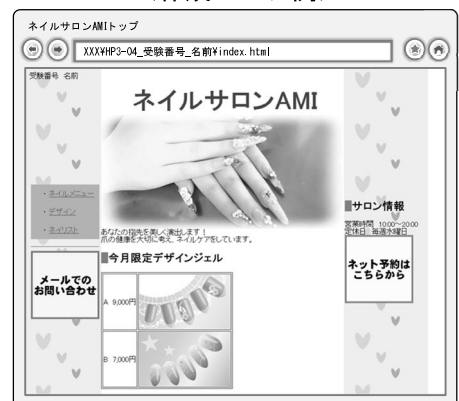 ネイルサロンAMIトップ
XXX¥HP3-04_受験番号_名前¥index.html
受験番号 名前
ネイルサロンAMI
・ネイルメニュー
・デザイン
・ネイリスト
メールでの
お問い合わせ
あなたの指先を美しく演出します！
爪の健康を大切に考え、ネイルケアをしています。
■今月限定デザインジェル
A 9,000円
B 7,000円
■サロン情報
営業時間 10:00～20:00
定休日 毎週水曜日
ネット予約は
こちらから